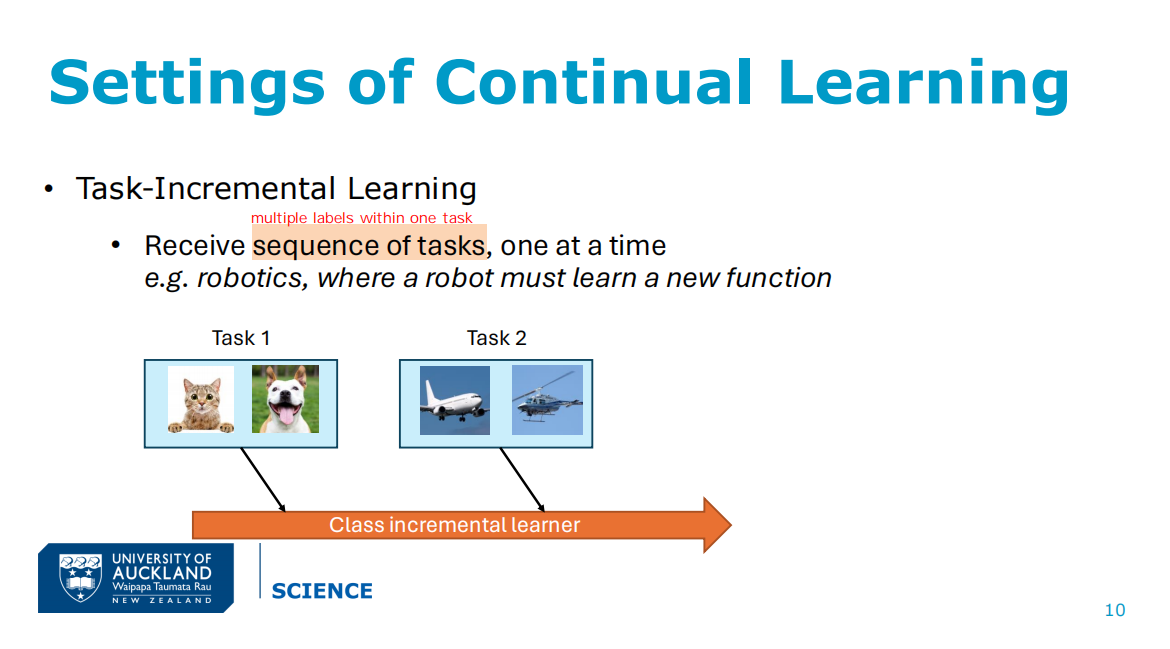 Settings of Continual Learning
• Task-Incremental Learning
multiple labels within one task
• Receive sequence of tasks, one at a time
e.g. robotics, where a robot must learn a new function
Task 1
Task 2
Class incremental learner
UNIVERSITY OF
AUCKLAND
Waipapa Taumata Rau
NEW ZEALAND
SCIENCE
10